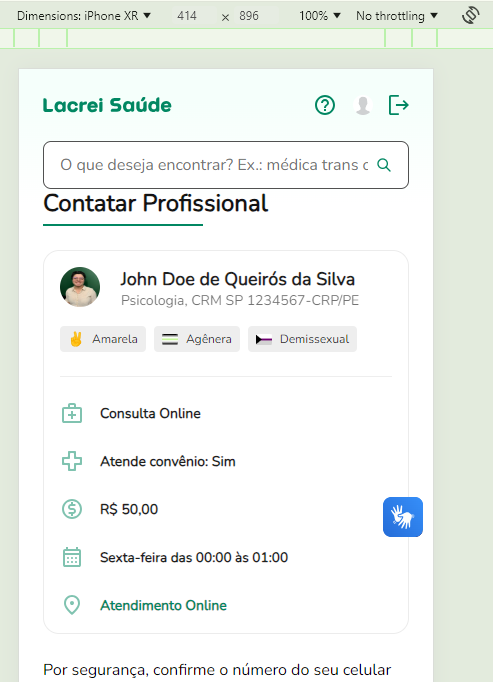 Dimensions: iPhone XR ▼ 414 x 896 100% ▼ No throttling ▼
Lacrei Saúde
O que deseja encontrar? Ex.: médica trans c
Contatar Profissional
John Doe de Queirós da Silva
Psicologia, CRM SP 1234567-CRP/PE
Amarela Agênera Demissexual
Consulta Online
Atende convênio: Sim
R$ 50,00
Sexta-feira das 00:00 às 01:00
Atendimento Online
Por segurança, confirme o número do seu celular